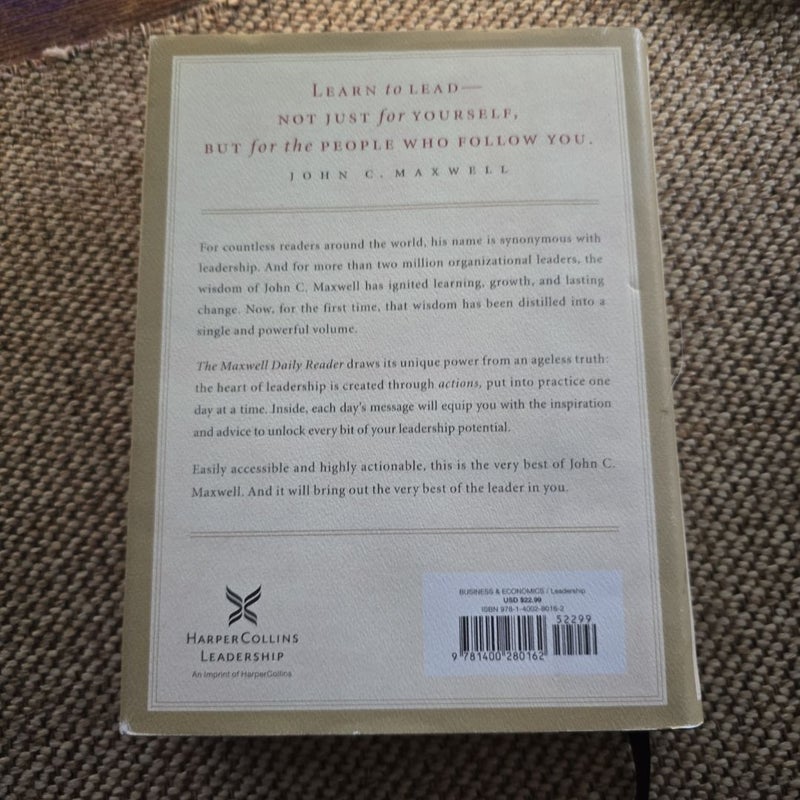 LEARN to LEAD—
NOT JUST for YOURSELF,
BUT for the PEOPLE WHO FOLLOW YOU.
JOHN C. MAXWELL
For countless readers around the world, his name is synonymous with
leadership. And for more than two million organizational leaders, the
wisdom of John C. Maxwell has ignited learning, growth, and lasting
change. Now, for the first time, that wisdom has been distilled into a
single and powerful volume.
The Maxwell Daily Reader draws its unique power from an ageless truth:
the heart of leadership is created through actions, put into practice one
day at a time. Inside, each day's message will equip you with the inspiration
and advice to unlock every bit of your leadership potential.
Easily accessible and highly actionable, this is the very best of John C.
Maxwell. And it will bring out the very best of the leader in you.
HARPERCOLLINS
LEADERSHIP
An Imprint of HarperCollins
BUSINESS & ECONOMICS / Leadership
USD $22.99
ISBN 978-1-4002-8016-2
52299
9 781400 280162